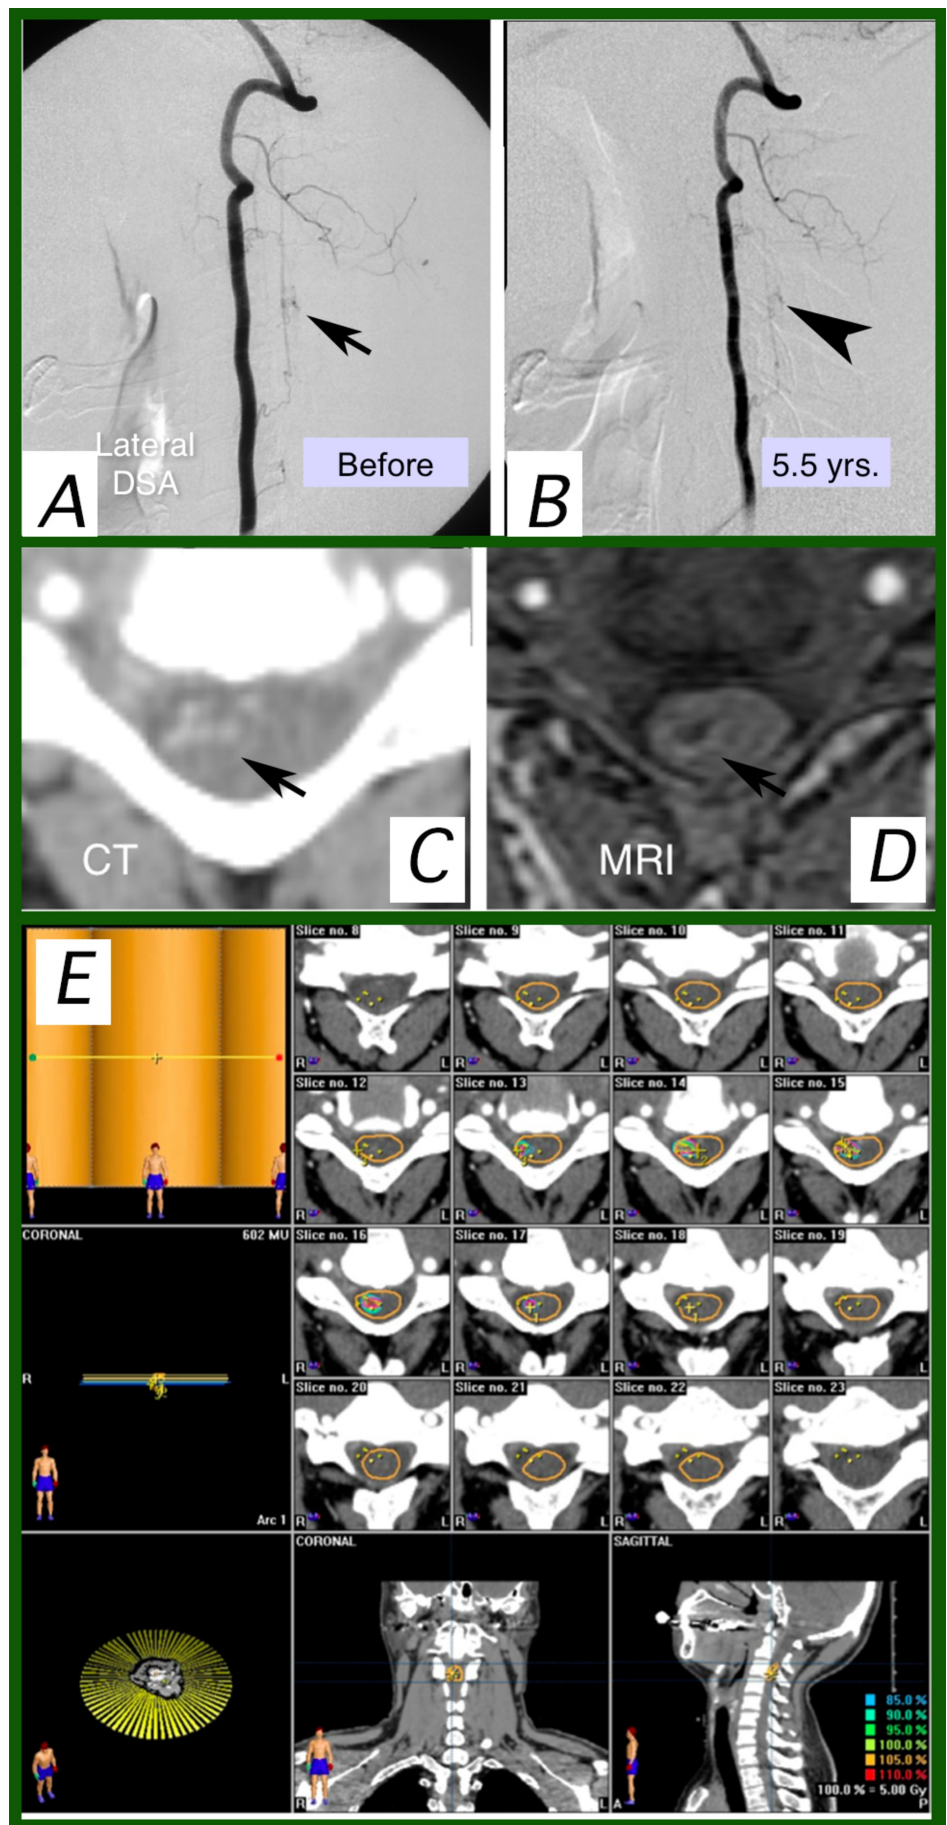 Lateral
DSA
A
Before
B
5.5 yrs.
CT
C
MRI
D
E
Slice no. 8
Slice no. 9
Slice no. 10
Slice no. 11
R
L
R
L
R
L
R
L
Slice no. 12
Slice no. 13
Slice no. 14
Slice no. 15
R
L
R
L
R
L
R
L
CORONAL
602 MU
R
L
Arc 1
Slice no. 16
Slice no. 17
Slice no. 18
Slice no. 19
R
L
R
L
R
L
R
L
Slice no. 20
Slice no. 21
Slice no. 22
Slice no. 23
R
L
R
L
R
L
R
L
CORONAL
R
L
SAGITTAL
85.0 %
90.0 %
95.0 %
100.0 %
105.0 %
110.0 %
100.0 % = 5.00 Gy
A
P